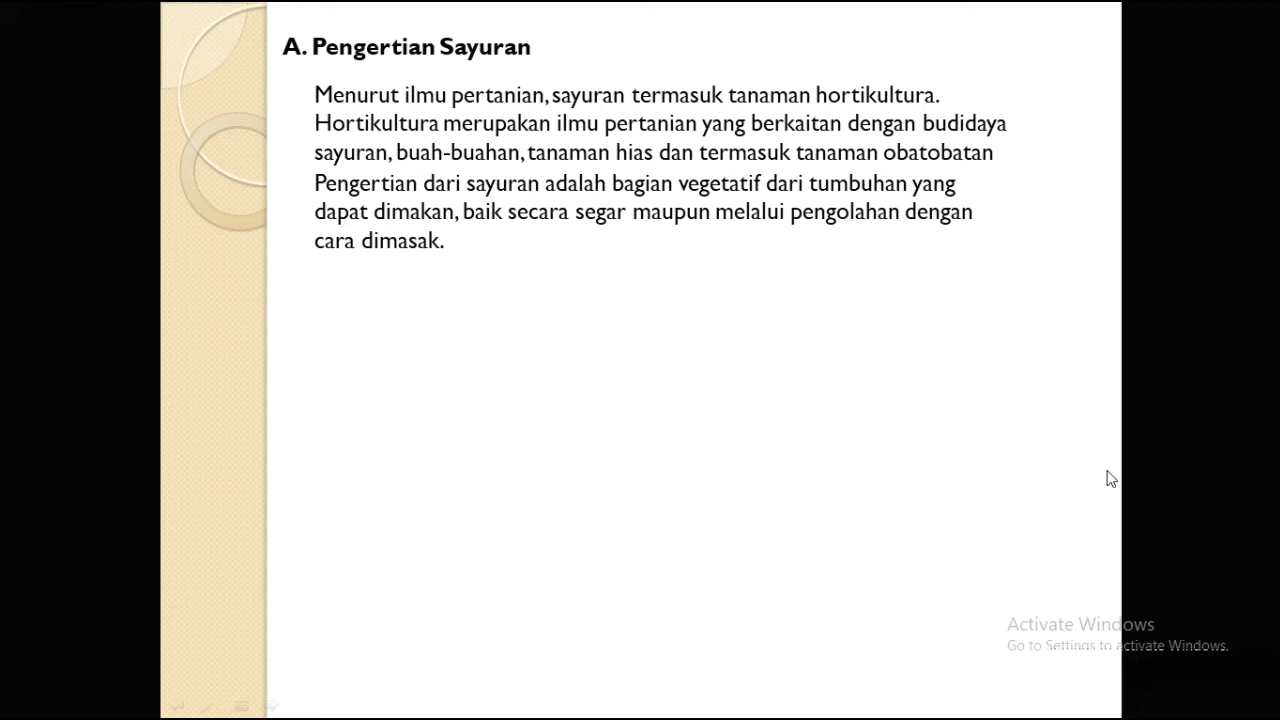 A. Pengertian Sayuran
Menurut ilmu pertanian, sayuran termasuk tanaman hortikultura.
Hortikultura merupakan ilmu pertanian yang berkaitan dengan budidaya
sayuran, buah-buahan, tanaman hias dan termasuk tanaman obatobatan
Pengertian dari sayuran adalah bagian vegetatif dari tumbuhan yang
dapat dimakan, baik secara segar maupun melalui pengolahan dengan
cara dimasak.
Activate Windows
Go to Settings to activate Windows.